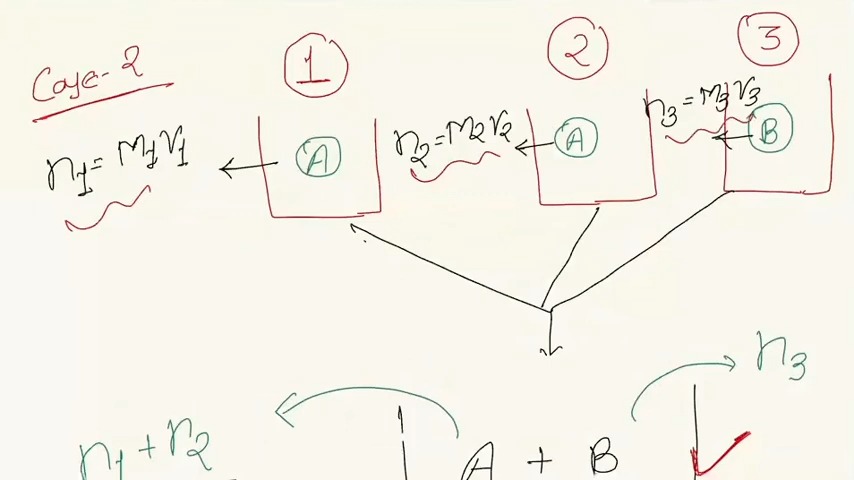 Case-2
1
2
3
n1 = M1V1
A
n2 = M2V2
A
n3 = M3V3
B
n3
n1 + n2
A + B